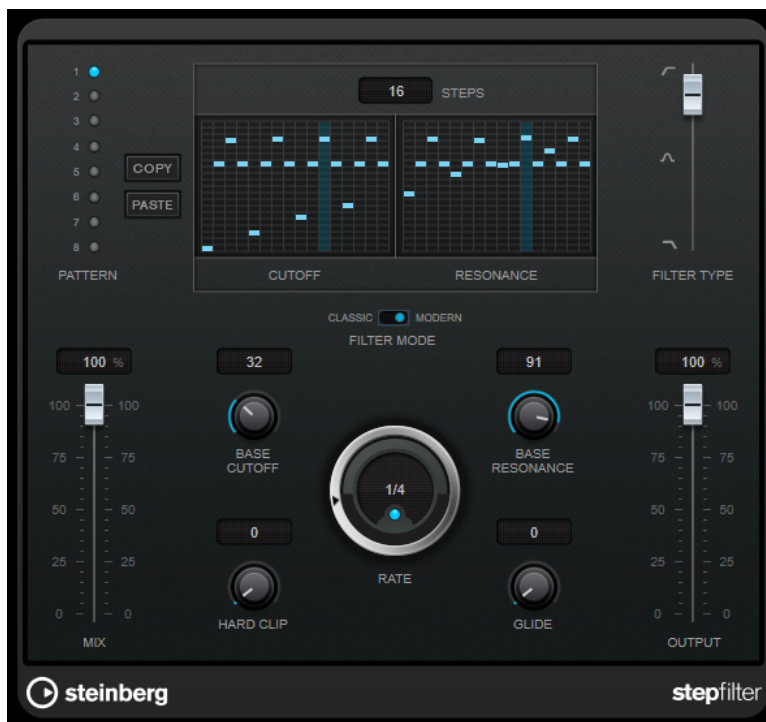 1
2
3
4
5
6
7
8
PATTERN
COPY
PASTE
16 STEPS
CUTOFF
RESONANCE
FILTER TYPE
CLASSIC MODERN
FILTER MODE
100 %
32
91
100 %
100 100
75 75
50 50
25 25
0 0
MIX
BASE
CUTOFF
0
HARD CLIP
1/4
RATE
BASE
RESONANCE
0
GLIDE
100 100
75 75
50 50
25 25
0 0
OUTPUT
steinberg
stepfilter